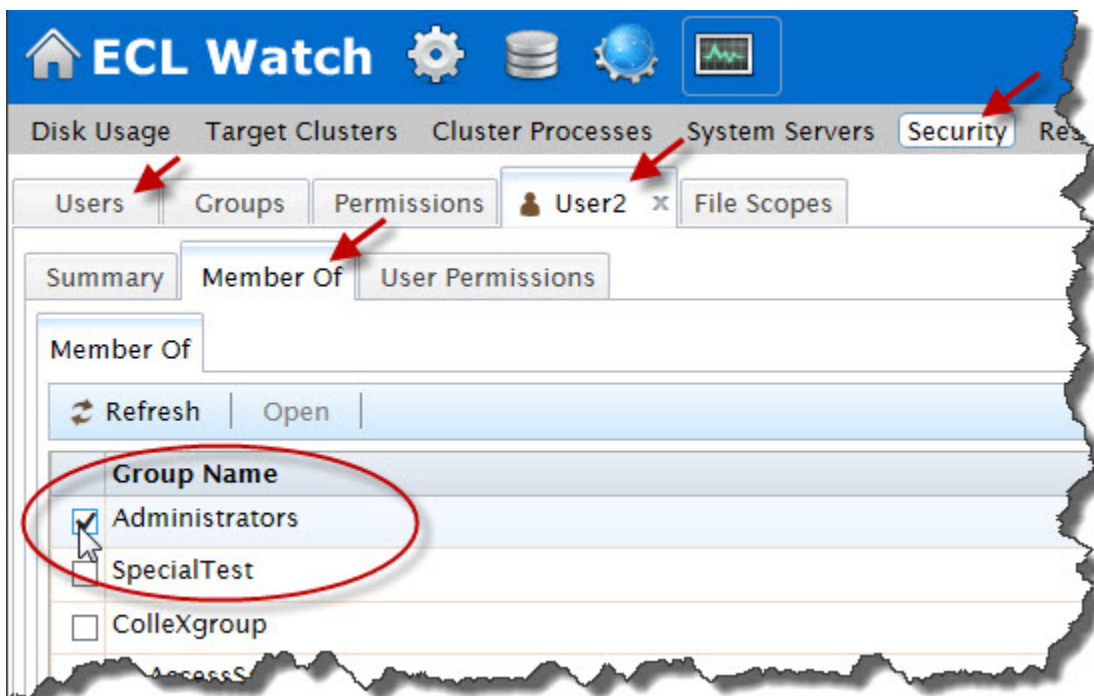 ECL Watch
Disk Usage Target Clusters Cluster Processes System Servers Security
Users Groups Permissions User2 x File Scopes
Summary Member Of User Permissions
Member Of
Refresh Open
Group Name
Administrators
SpecialTest
ColleXgroup